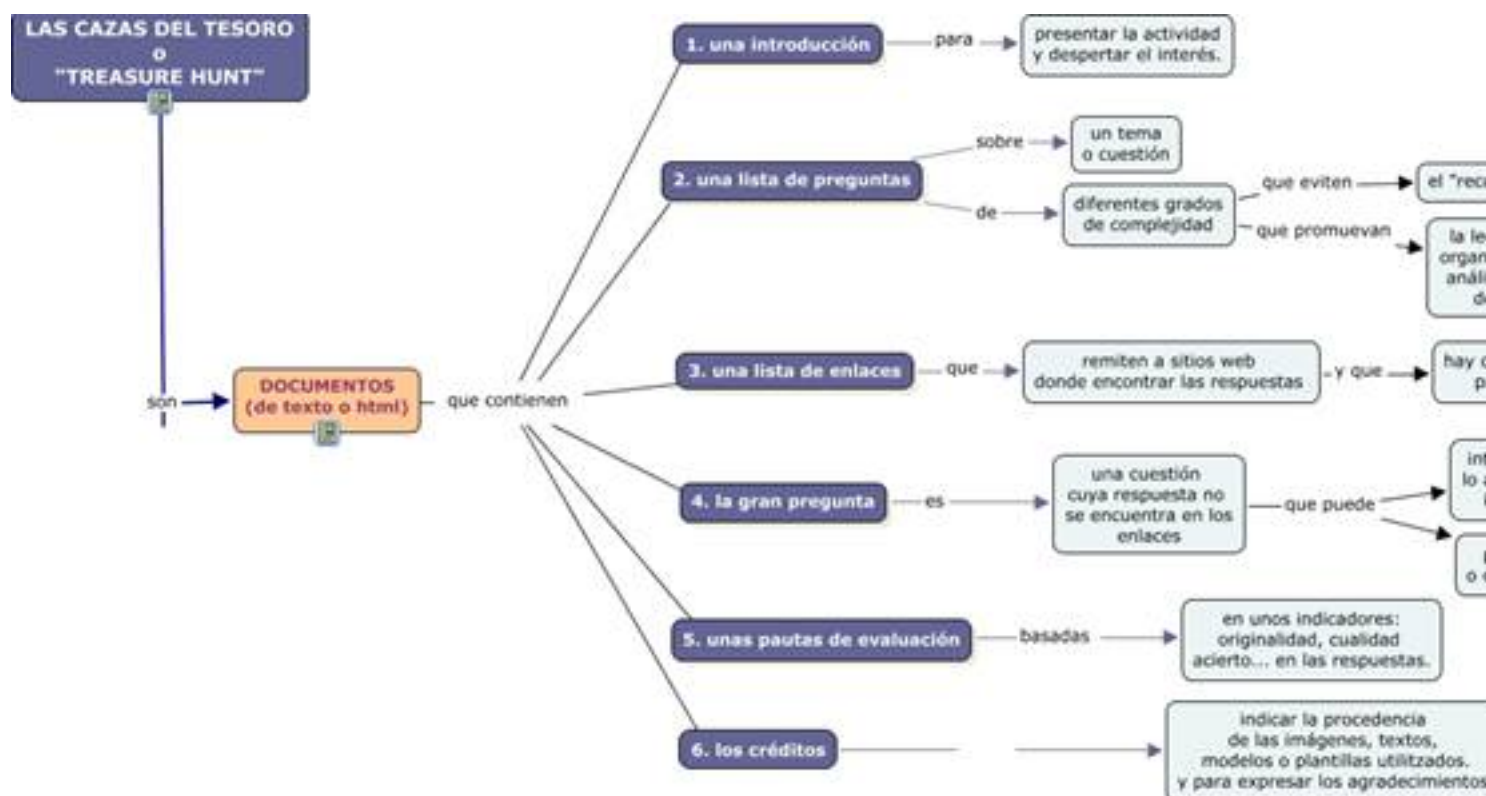 LAS CAZAS DEL TESORO
o
"TREASURE HUNT"
son
DOCUMENTOS
(de texto o html)
que contienen
1. una introducción
para
presentar la actividad
y despertar el interés.
2. una lista de preguntas
sobre
un tema
o cuestión
de
diferentes grados
de complejidad
que eviten
el
que promuevan
la
3. una lista de enlaces
que
remiten a sitios web
donde encontrar las respuestas
y que
hay
4. la gran pregunta
es
una cuestión
cuya respuesta no
se encuentra en los
enlaces
que puede
lo
o
5. unas pautas de evaluación
basadas
en unos indicadores:
originalidad, cualidad
acierto... en las respuestas.
6. los créditos
indicar la procedencia
de las imágenes, textos,
modelos o plantillas utilitzados.
y para expresar los agradecimientos